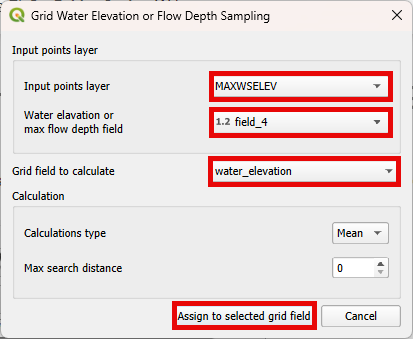 Grid Water Elevation or Flow Depth Sampling
Input points layer
Input points layer MAXWSELEV
Water elavation or
max flow depth field 1.2 field_4
Grid field to calculate water_elevation
Calculation
Calculations type Mean
Max search distance 0
Assign to selected grid field Cancel